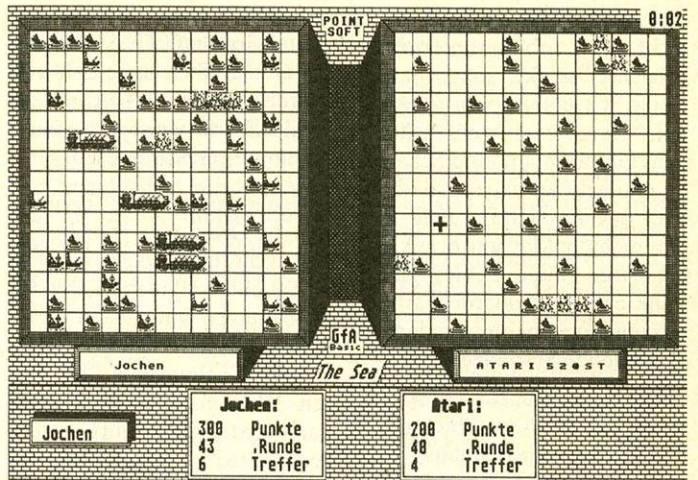 POINT
SOFT
0:02
GfA
Basic
Jochen
The Sea
ATARI 520ST
Jochen
Jochen:
300 Punkte
43 .Runde
6 Treffer
Atari:
200 Punkte
40 .Runde
4 Treffer